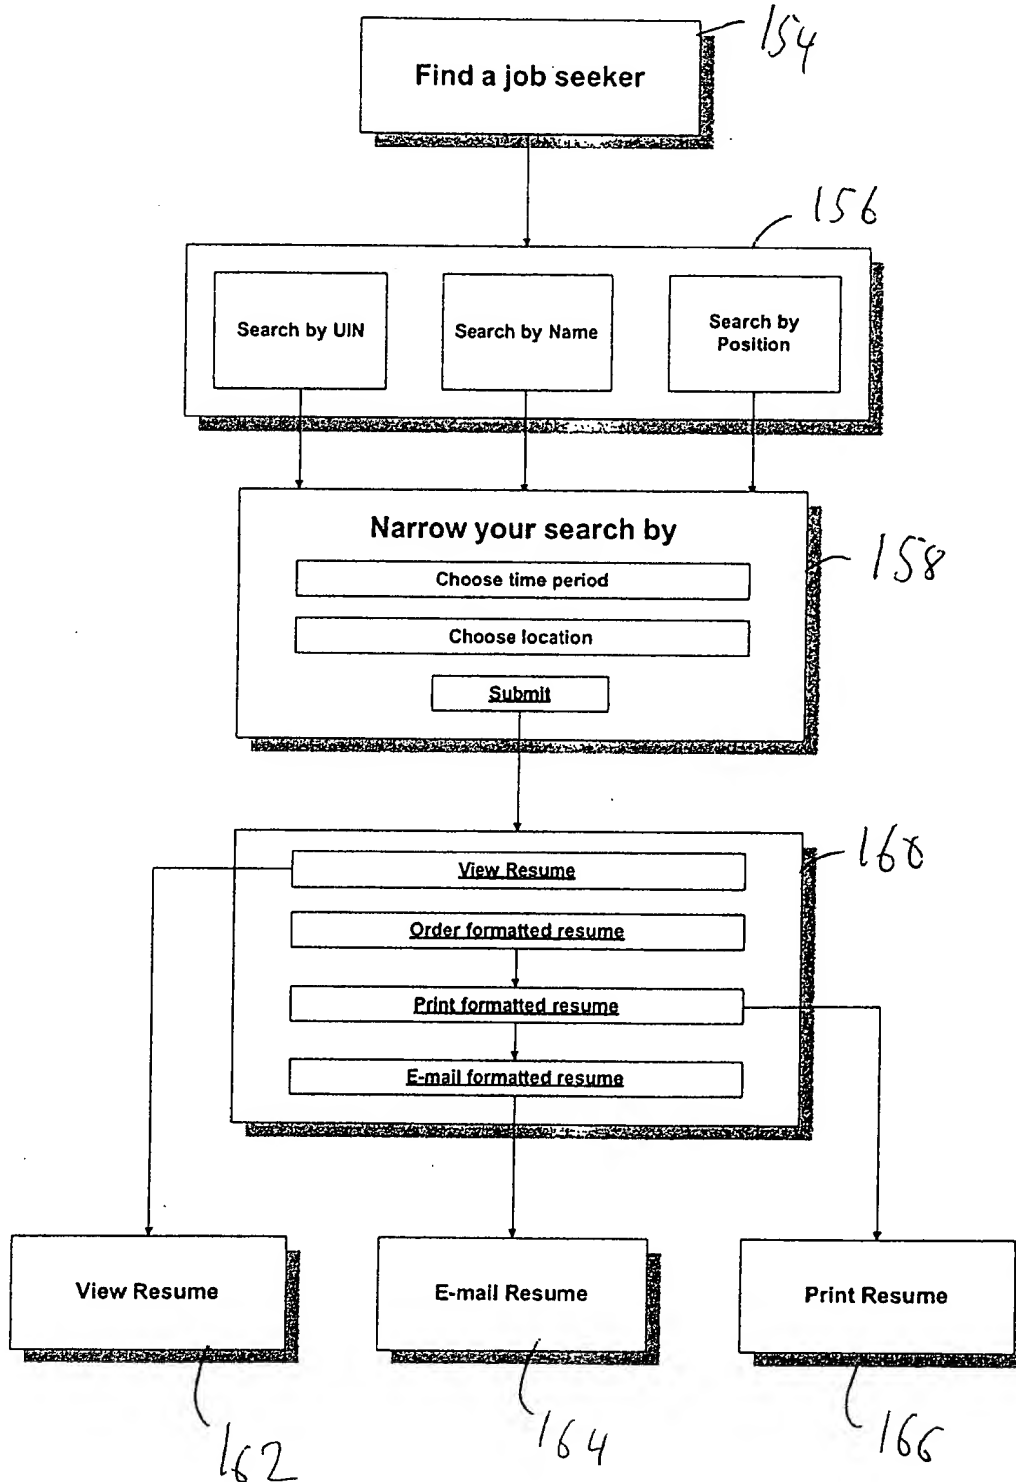 154
Find a job seeker
156
Search by UIN
Search by Name
Search by
Position
Narrow your search by
158
Choose time period
Choose location
Submit
160
View Resume
Order formatted resume
Print formatted resume
E-mail formatted resume
View Resume
E-mail Resume
Print Resume
162
164
166